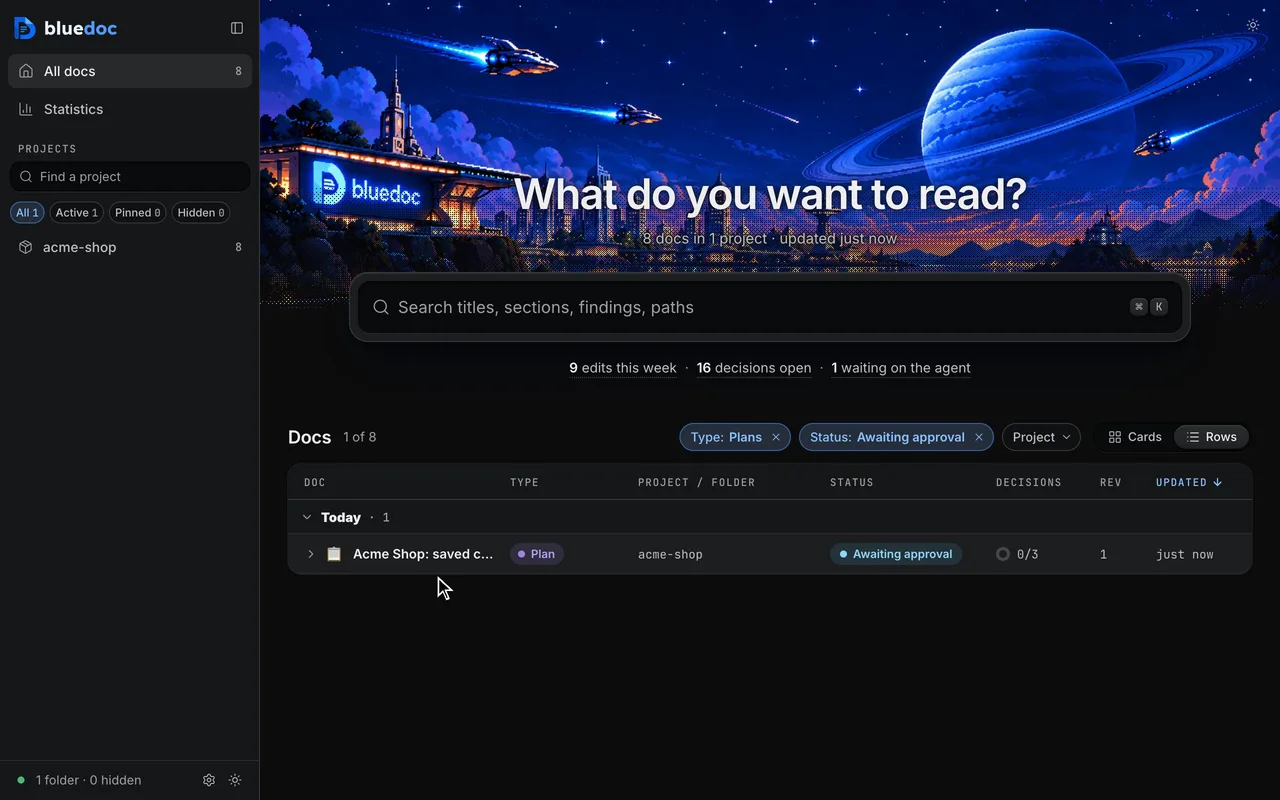 bluedoc
All docs 8
Statistics
PROJECTS
Find a project
All 1 Active 1 Pinned 0 Hidden 0
acme-shop 8
1 folder · 0 hidden
bluedoc
What do you want to read?
8 docs in 1 project · updated just now
Search titles, sections, findings, paths ⌘ K
9 edits this week · 16 decisions open · 1 waiting on the agent
Docs 1 of 8 Type: Plans × Status: Awaiting approval × Project Cards Rows
DOC TYPE PROJECT / FOLDER STATUS DECISIONS REV UPDATED ↓
Today · 1
Acme Shop: saved c... Plan acme-shop Awaiting approval 0/3 1 just now